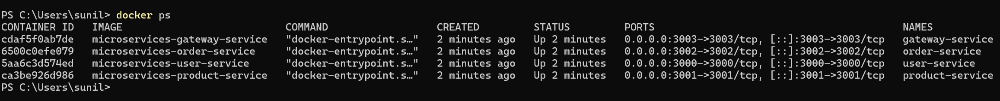 PS C:\Users\sunil> docker ps
CONTAINER ID   IMAGE                           COMMAND                  CREATED         STATUS         PORTS                                         NAMES
cdaf5f0ab7de   microservices-gateway-service   "docker-entrypoint.s…"   2 minutes ago   Up 2 minutes   0.0.0.0:3003->3003/tcp, [::]:3003->3003/tcp   gateway-service
6500c0efe079   microservices-order-service     "docker-entrypoint.s…"   2 minutes ago   Up 2 minutes   0.0.0.0:3002->3002/tcp, [::]:3002->3002/tcp   order-service
5aa6c3d574ed   microservices-user-service      "docker-entrypoint.s…"   2 minutes ago   Up 2 minutes   0.0.0.0:3000->3000/tcp, [::]:3000->3000/tcp   user-service
ca3be926d986   microservices-product-service   "docker-entrypoint.s…"   2 minutes ago   Up 2 minutes   0.0.0.0:3001->3001/tcp, [::]:3001->3001/tcp   product-service
PS C:\Users\sunil>